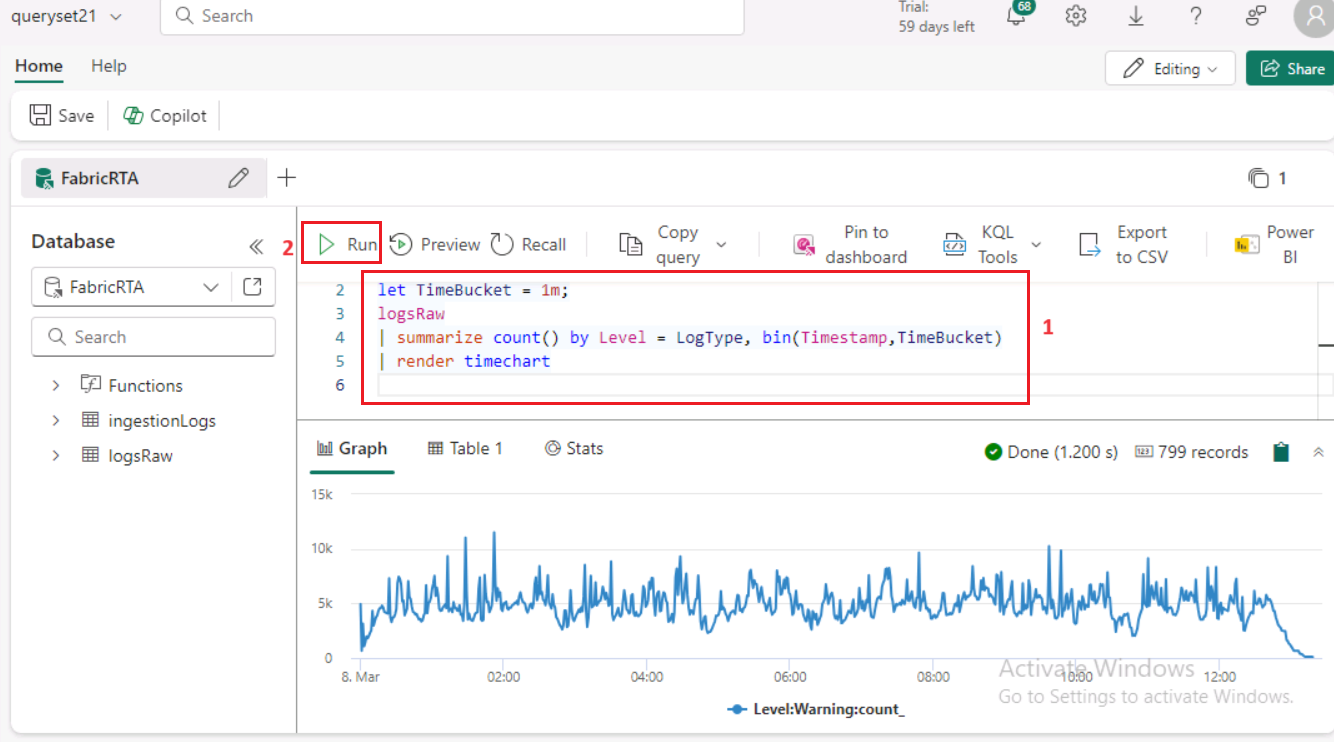 queryset21
Search
Trial:
59 days left
68
Home
Help
Editing
Share
Save
Copilot
FabricRTA
1
Database
2
Run
Preview
Recall
Copy
query
Pin to
dashboard
KQL
Tools
Export
to CSV
Power
BI
FabricRTA
Search
Functions
ingestionLogs
logsRaw
2 let TimeBucket = 1m;
3 logsRaw
4 | summarize count() by Level = LogType, bin(Timestamp,TimeBucket)
5 | render timechart
6
1
Graph
Table 1
Stats
Done (1.200 s)
123
799 records
15k
10k
5k
0
8. Mar
02:00
04:00
06:00
08:00
10:00
12:00
Level:Warning:count_
Activate Windows
Go to Settings to activate Windows.